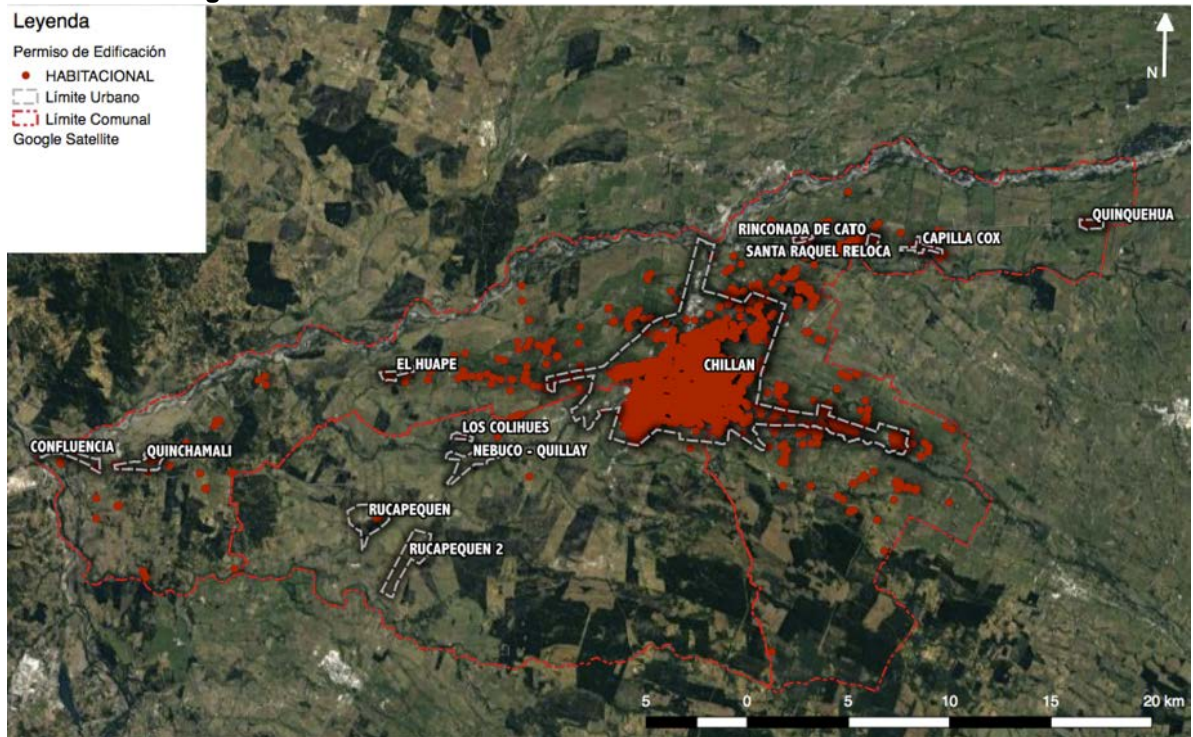 Leyenda
Permiso de Edificación
HABITACIONAL
Límite Urbano
Límite Comunal
Google Satellite
N
QUINQUEHUA
RINCONADA DE CATO
CAPILLA COX
SANTA RAQUEL RELOCA
EL HUAPE
CHILLAN
LOS COLIHUES
CONFLUENCIA
QUINCHAMALI
NEBUCO - QUILLAY
RUCAPEQUEN
RUCAPEQUEN 2
5 0 5 10 15 20 km